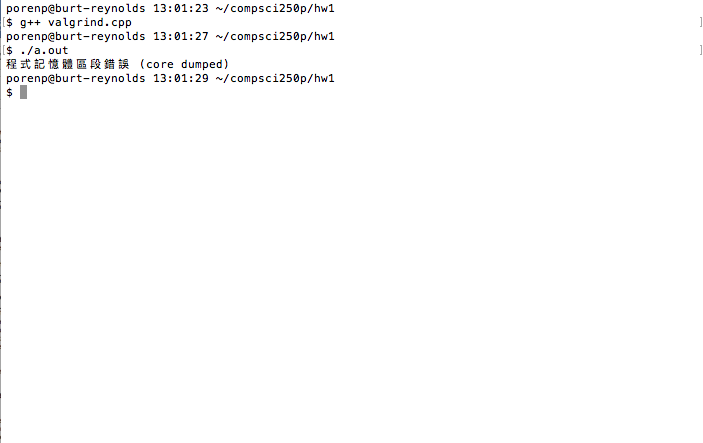 porenp@burt-reynolds 13:01:23 ~/compsci250p/hw1
[$ g++ valgrind.cpp ]
porenp@burt-reynolds 13:01:27 ~/compsci250p/hw1
[$ ./a.out ]
程式記憶體區段錯誤 (core dumped)
porenp@burt-reynolds 13:01:29 ~/compsci250p/hw1
$